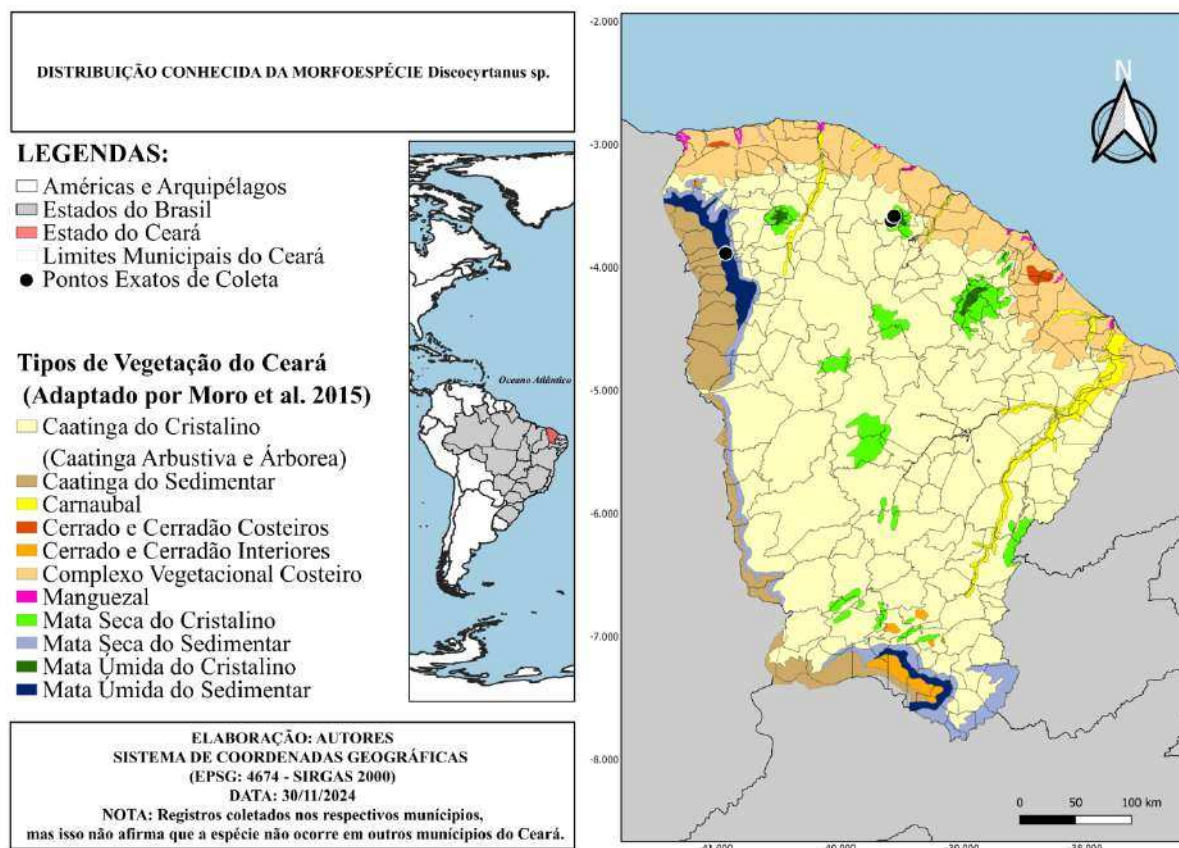 DISTRIBUIÇÃO CONHECIDA DA MORFOESPÉCIE Discocyrtanus sp.
LEGENDAS:
Américas e Arquipélagos
Estados do Brasil
Estado do Ceará
Limites Municipais do Ceará
Pontos Exatos de Coleta
Tipos de Vegetação do Ceará
(Adaptado por Moro et al. 2015)
Caatinga do Cristalino
(Caatinga Arbustiva e Árborea)
Caatinga do Sedimentar
Carnaubal
Cerrado e Cerradão Costeiros
Cerrado e Cerradão Interiores
Complexo Vegetacional Costeiro
Manguezal
Mata Seca do Cristalino
Mata Seca do Sedimentar
Mata Úmida do Cristalino
Mata Úmida do Sedimentar
Oceano Atlântico
ELABORAÇÃO: AUTORES
SISTEMA DE COORDENADAS GEOGRÁFICAS
(EPSG: 4674 - SIRGAS 2000)
DATA: 30/11/2024
NOTA: Registros coletados nos respectivos municípios,
mas isso não afirma que a espécie não ocorre em outros munícipios do Ceará.
-2.000
-3.000
-4.000
-5.000
-6.000
-7.000
-8.000
N
0 50 100 km